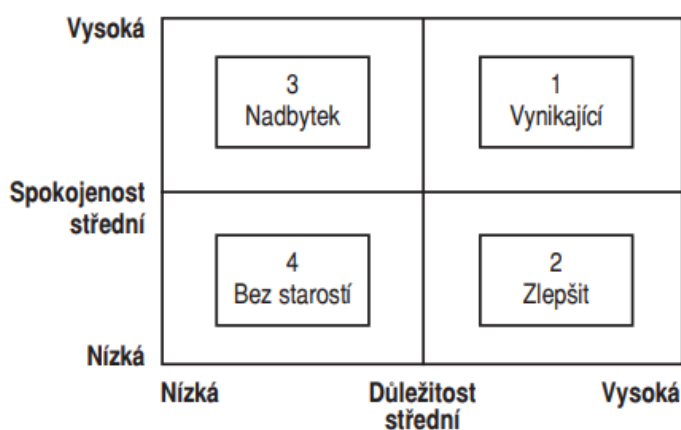 Vysoká
3
Nadbytek
1
Vynikající
Spokojenost
střední
4
Bez starostí
2
Zlepšit
Nízká
Nízká
Důležitost
střední
Vysoká